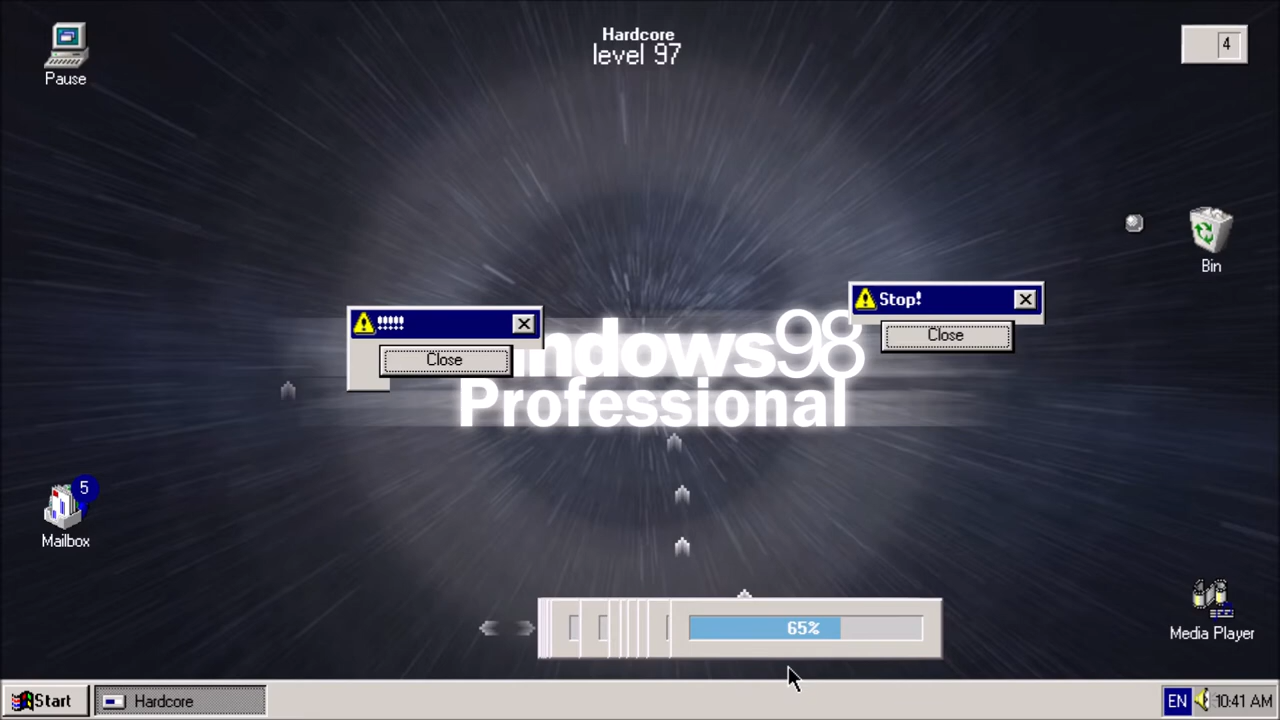 Hardcore
level 97
4
Pause
Bin
Stop!
Close
!!!!!
Close
ndows98
Professional
5
Mailbox
65%
Media Player
Start
Hardcore
EN
10:41 AM